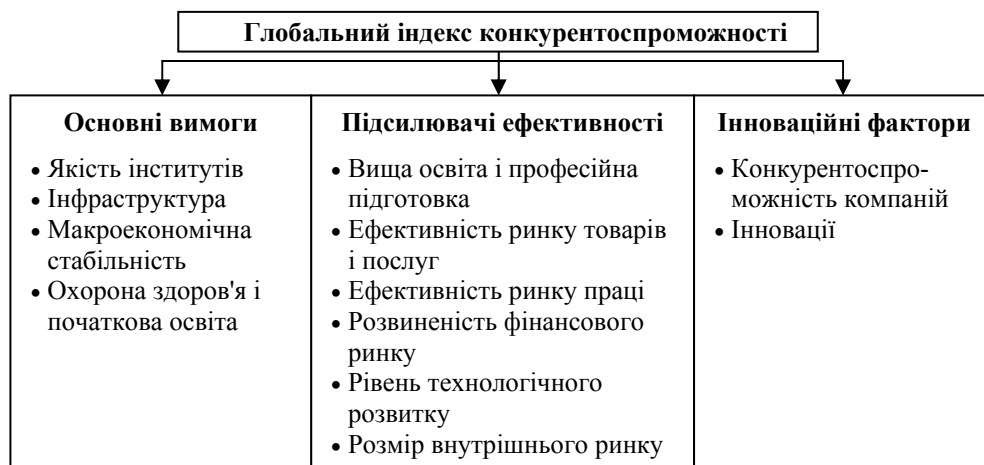 Глобальний індекс конкурентоспроможності
Основні вимоги
• Якість інститутів
• Інфраструктура
• Макроекономічна
стабільність
• Охорона здоров'я і
початкова освіта
Підсилювачі ефективності
• Вища освіта і професійна
підготовка
• Ефективність ринку товарів
і послуг
• Ефективність ринку праці
• Розвиненість фінансового
ринку
• Рівень технологічного
розвитку
• Розмір внутрішнього ринку
Інноваційні фактори
• Конкурентоспро-
можність компаній
• Інновації